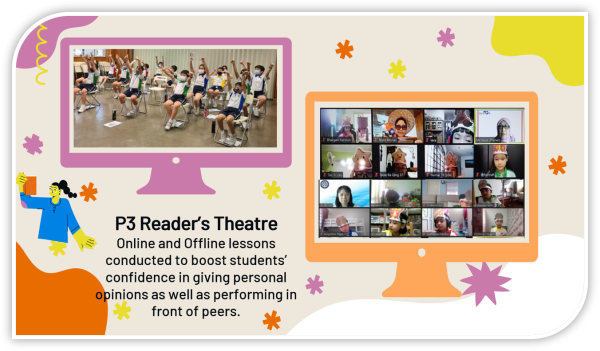 P3 Reader's Theatre
Online and Offline lessons
conducted to boost students'
confidence in giving personal
opinions as well as performing in
front of peers.